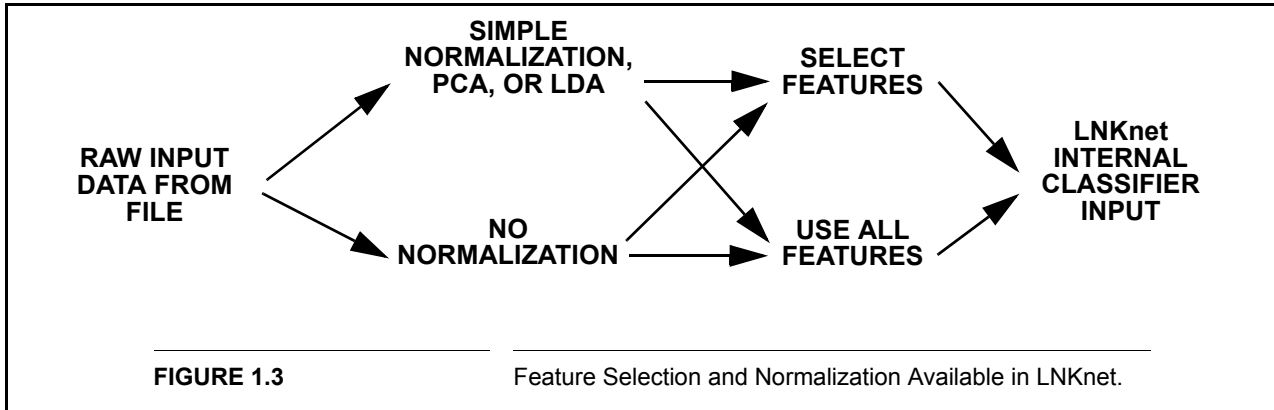 RAW INPUT
DATA FROM
FILE
SIMPLE
NORMALIZATION,
PCA, OR LDA
NO
NORMALIZATION
SELECT
FEATURES
USE ALL
FEATURES
LNKnet
INTERNAL
CLASSIFIER
INPUT
FIGURE 1.3 Feature Selection and Normalization Available in LNKnet.